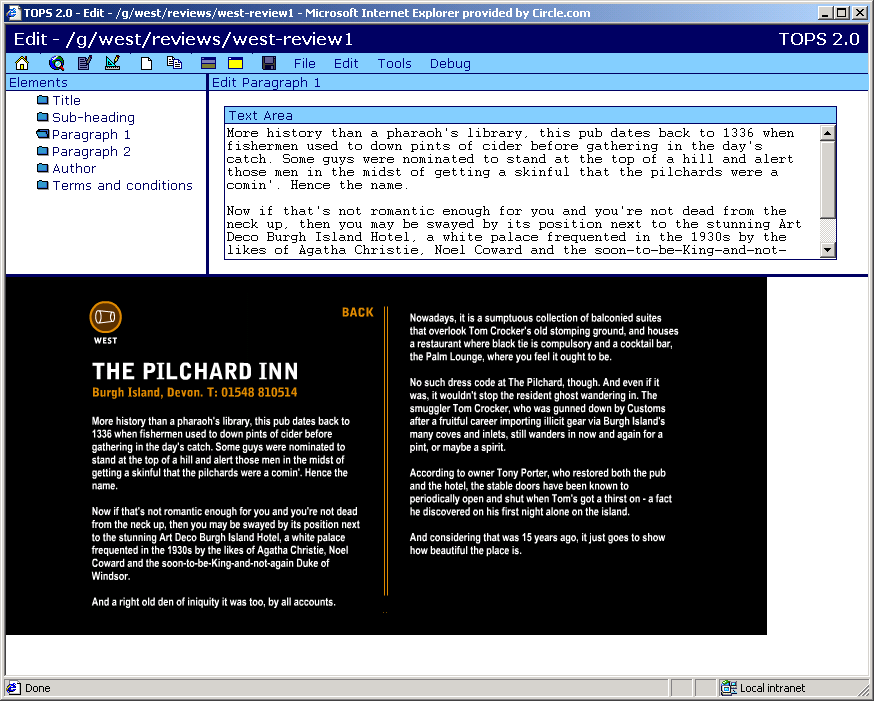 TOPS 2.0 - Edit - /g/west/reviews/west-review1 - Microsoft Internet Explorer provided by Circle.com
Edit - /g/west/reviews/west-review1
TOPS 2.0
File Edit Tools Debug
Elements
Title
Sub-heading
Paragraph 1
Paragraph 2
Author
Terms and conditions
Edit Paragraph 1
Text Area
More history than a pharaoh's library, this pub dates back to 1336 when
fishermen used to down pints of cider before gathering in the day's
catch. Some guys were nominated to stand at the top of a hill and alert
those men in the midst of getting a skinful that the pilchards were a
comin'. Hence the name.
Now if that's not romantic enough for you and you're not dead from the
neck up, then you may be swayed by its position next to the stunning Art
Deco Burgh Island Hotel, a white palace frequented in the 1930s by the
likes of Agatha Christie, Noel Coward and the soon-to-be-King-and-not-
WEST
BACK
THE PILCHARD INN
Burgh Island, Devon. T: 01548 810514
More history than a pharaoh's library, this pub dates back to
1336 when fishermen used to down pints of cider before
gathering in the day's catch. Some guys were nominated to
stand at the top of a hill and alert those men in the midst of
getting a skinful that the pilchards were a comin'. Hence the
name.
Now if that's not romantic enough for you and you're not dead
from the neck up, then you may be swayed by its position next
to the stunning Art Deco Burgh Island Hotel, a white palace
frequented in the 1930s by the likes of Agatha Christie, Noel
Coward and the soon-to-be-King-and-not-again Duke of
Windsor.
And a right old den of iniquity it was too, by all accounts.
Nowadays, it is a sumptuous collection of balconied suites
that overlook Tom Crocker's old stomping ground, and houses
a restaurant where black tie is compulsory and a cocktail bar,
the Palm Lounge, where you feel it ought to be.
No such dress code at The Pilchard, though. And even if it
was, it wouldn't stop the resident ghost wandering in. The
smuggler Tom Crocker, who was gunned down by Customs
after a fruitful career importing illicit gear via Burgh Island's
many coves and inlets, still wanders in now and again for a
pint, or maybe a spirit.
According to owner Tony Porter, who restored both the pub
and the hotel, the stable doors have been known to
periodically open and shut when Tom's got a thirst on - a fact
he discovered on his first night alone on the island.
And considering that was 15 years ago, it just goes to show
how beautiful the place is.
Done
Local intranet